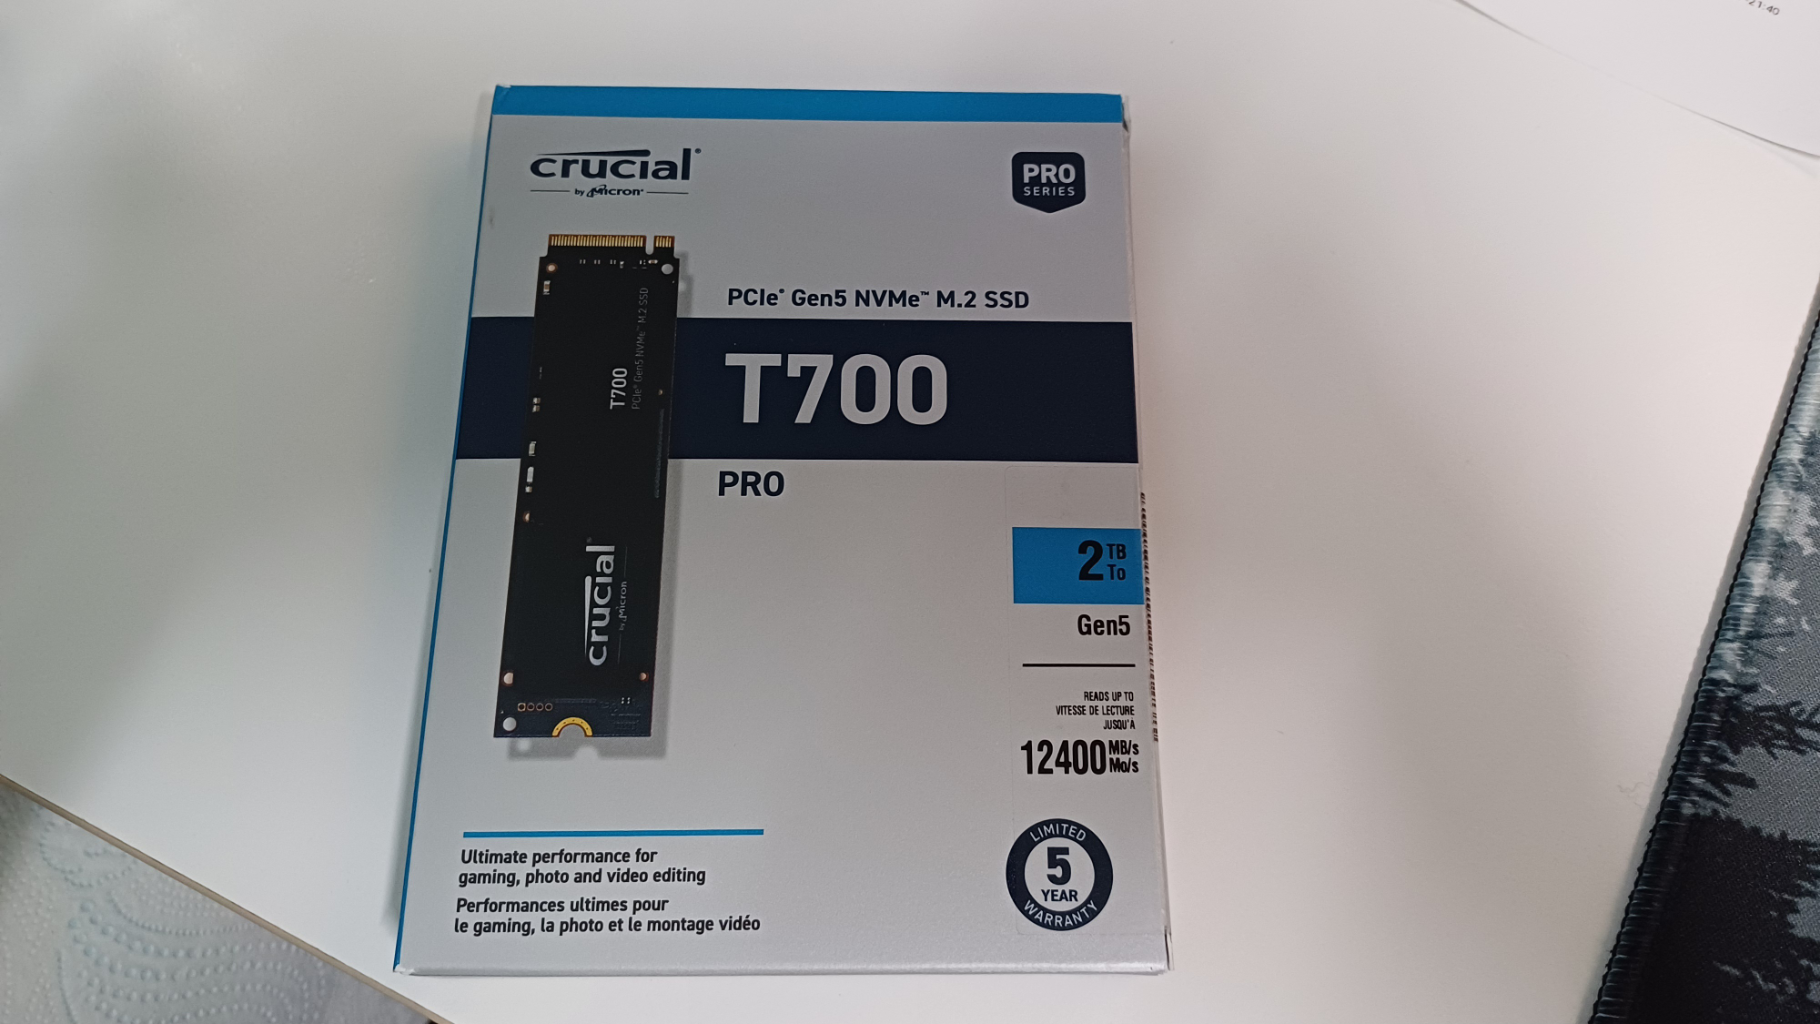 21:40
crucial®
by Micron®
PRO
SERIES
PCIe® Gen5 NVMe™ M.2 SSD
T700
PRO
T700
PCIe® Gen5 NVMe™ M.2 SSD
crucial®
by Micron
2 TB
To
Gen5
READS UP TO
VITESSE DE LECTURE
JUSQU'A
12400 MB/s
Mo/s
LIMITED
5
YEAR
WARRANTY
Ultimate performance for
gaming, photo and video editing
Performances ultimes pour
le gaming, la photo et le montage vidéo